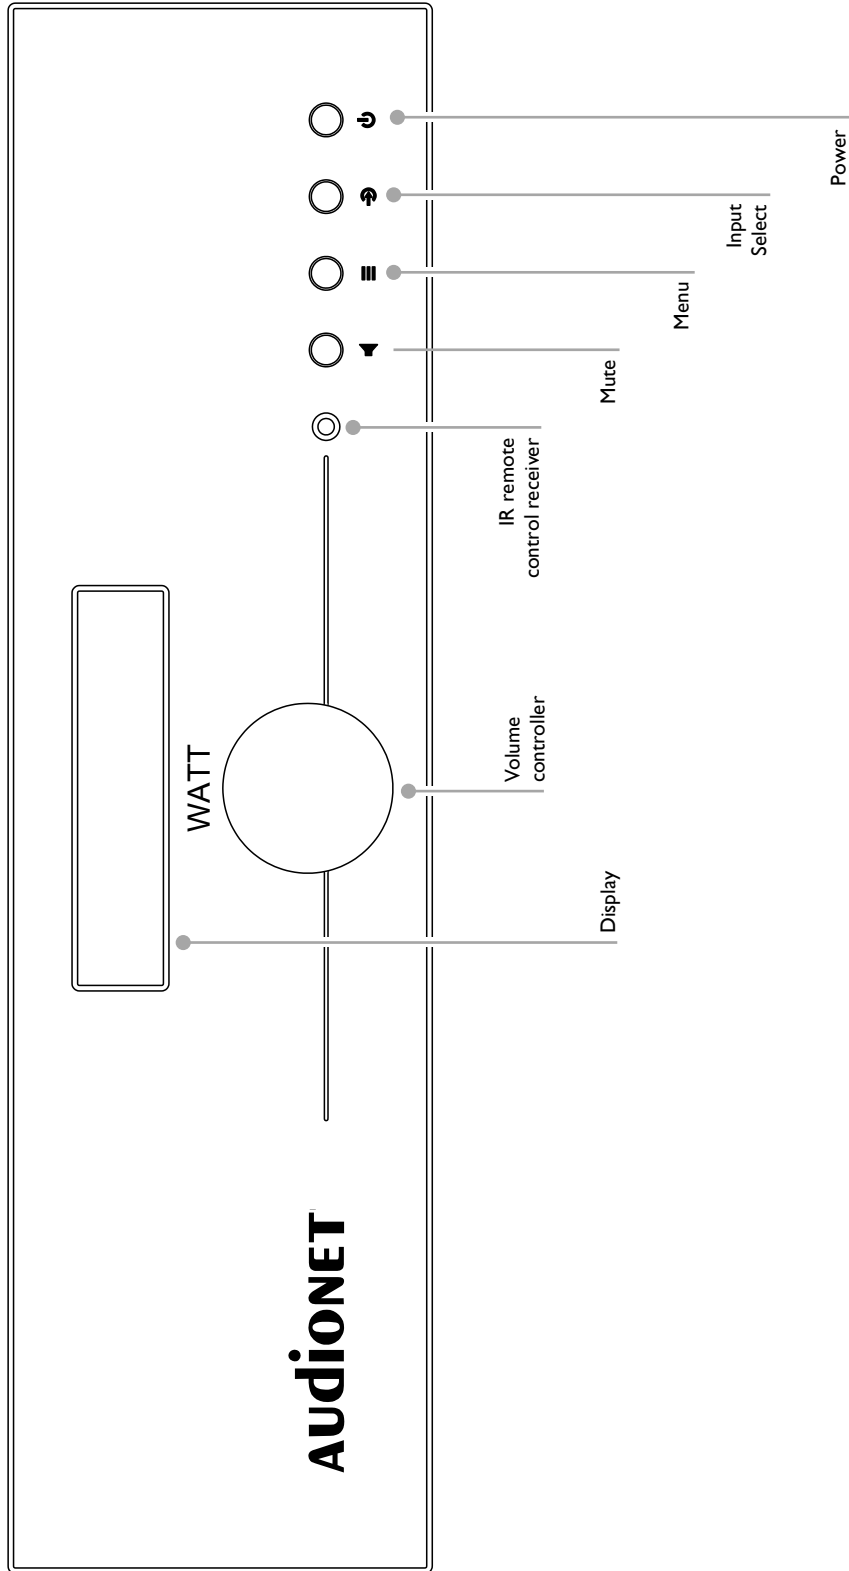 WATT
AUDIONET
Volume
controller
IR remote
control receiver
Display
Mute
Menu
Input
Select
Power